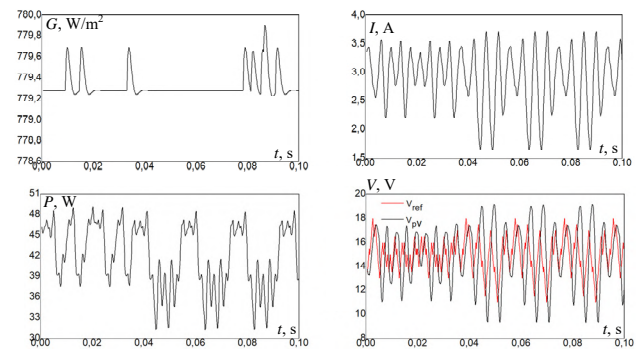 G, W/m²
780,0
779,8
779,6
779,4
779,2
779,0
778,8
778,6
0,00 0,02 0,04 0,06 0,08 0,10
t, s
I, A
4,0
3,5
3,0
2,5
2,0
1,5
0.00 0.02 0.04 0.06 0.08 0.10
t, s
P, W
51
48
45
42
39
36
33
30
0,00 0,02 0,04 0,06 0,08 0,10
t, s
V, V
20
18
16
14
12
10
8
V_ref
V_pV
0,00 0,02 0,04 0,06 0,08 0,10
t, s